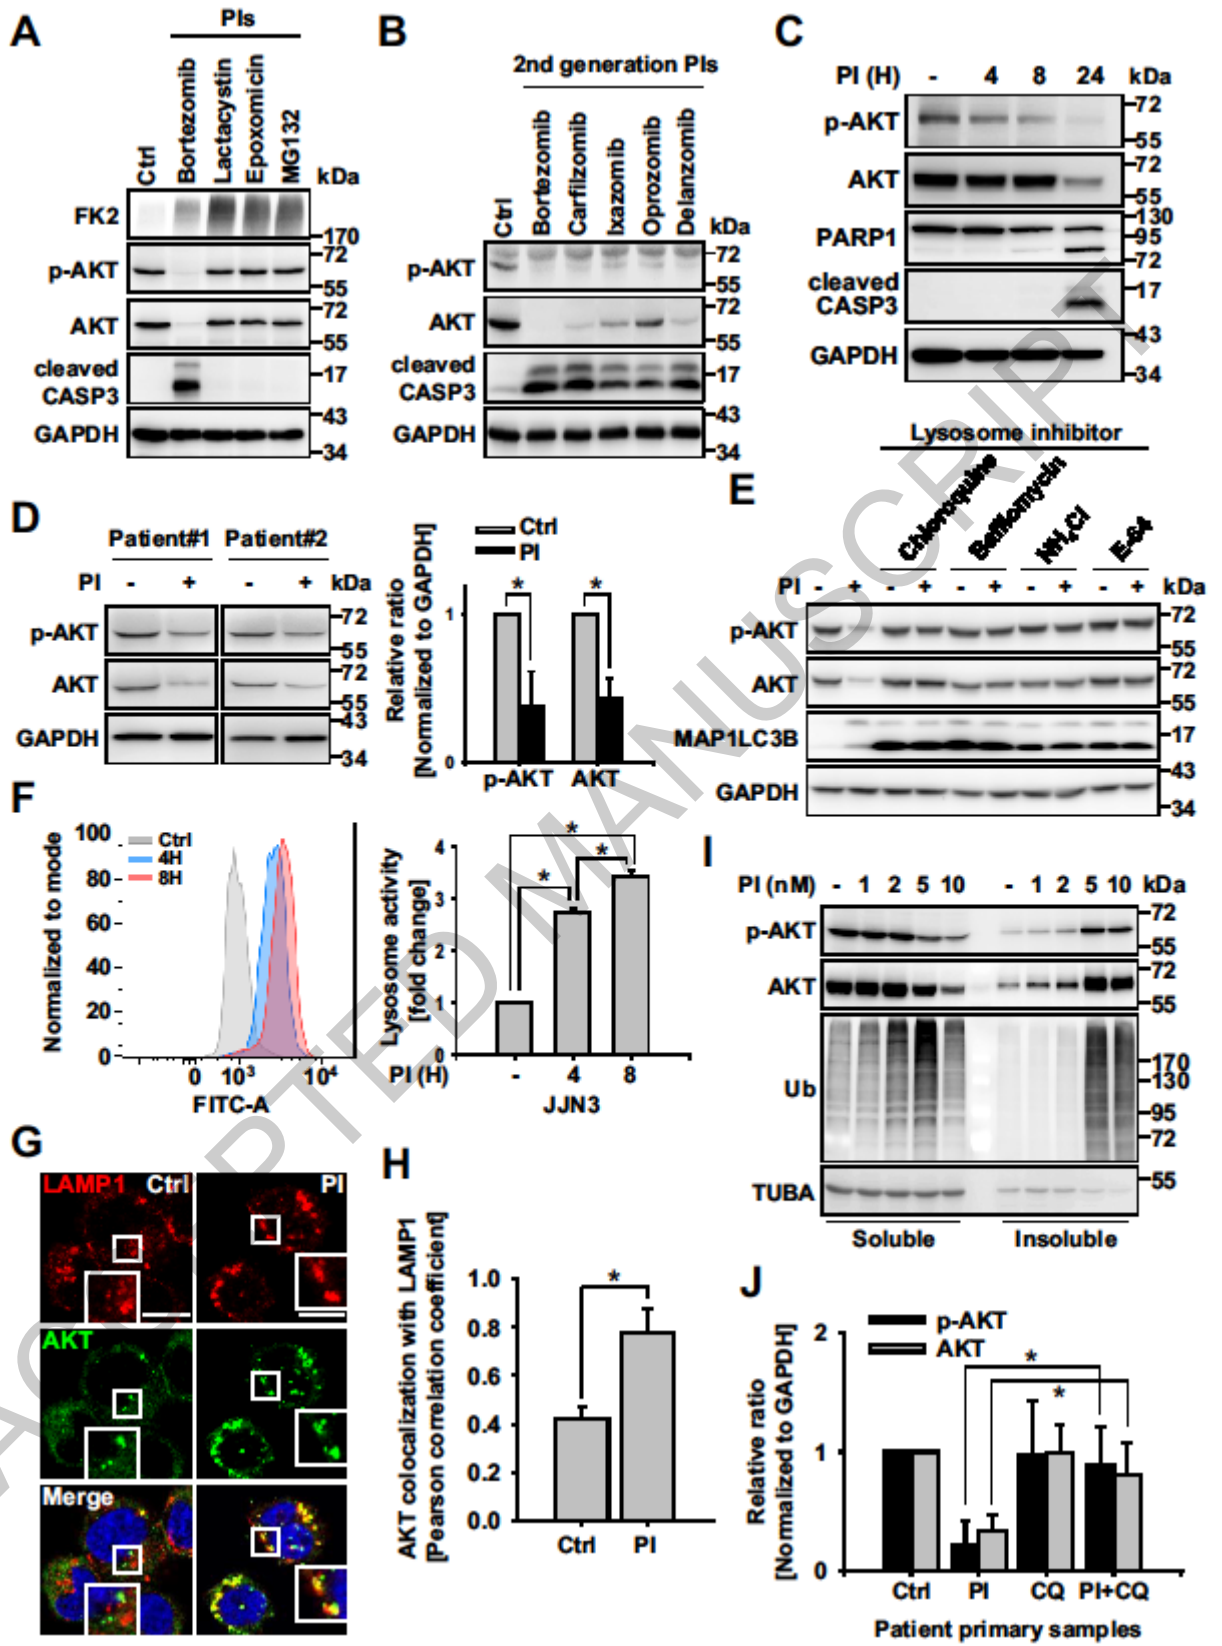 A
PIs
Ctrl
Bortezomib
Lactacystin
Epoxomicin
MG132
kDa
FK2
170
p-AKT
72
55
AKT
72
55
cleaved
CASP3
17
GAPDH
43
34
B
2nd generation PIs
Ctrl
Bortezomib
Carfilzomib
Ixazomib
Oprozomib
Delanzomib
kDa
p-AKT
72
55
AKT
72
55
cleaved
CASP3
17
GAPDH
43
34
C
PI (H) - 4 8 24 kDa
p-AKT
72
55
AKT
72
55
PARP1
130
95
72
cleaved
CASP3
17
GAPDH
43
34
D
Patient#1 Patient#2
PI - + - + kDa
p-AKT
72
55
AKT
72
55
GAPDH
43
34
Ctrl
PI
Relative ratio
[Normalized to GAPDH]
* *
1
0
p-AKT AKT
E
Lysosome inhibitor
Chloroquine
Bafilomycin
NH4Cl
E-64
PI - + - + - + - + - + kDa
p-AKT
72
55
AKT
72
55
MAP1LC3B
17
GAPDH
43
34
F
Normalized to mode
100
80
60
40
20
0
Ctrl
4H
8H
0 10³ 10⁴
FITC-A
Lysosome activity
[fold change]
4
3
2
1
0
*
*
*
PI (H) - 4 8
JJN3
G
LAMP1 Ctrl PI
AKT
Merge
H
AKT colocalization with LAMP1
[Pearson correlation coefficient]
1.0
0.8
0.6
0.4
0.2
0.0
*
Ctrl PI
I
PI (nM) - 1 2 5 10 - 1 2 5 10 kDa
p-AKT
72
55
AKT
72
55
Ub
170
130
95
72
TUBA
55
Soluble Insoluble
J
p-AKT
AKT
Relative ratio
[Normalized to GAPDH]
2
1
0
*
*
Ctrl PI CQ PI+CQ
Patient primary samples
ACCEPTED MANUSCRIPT